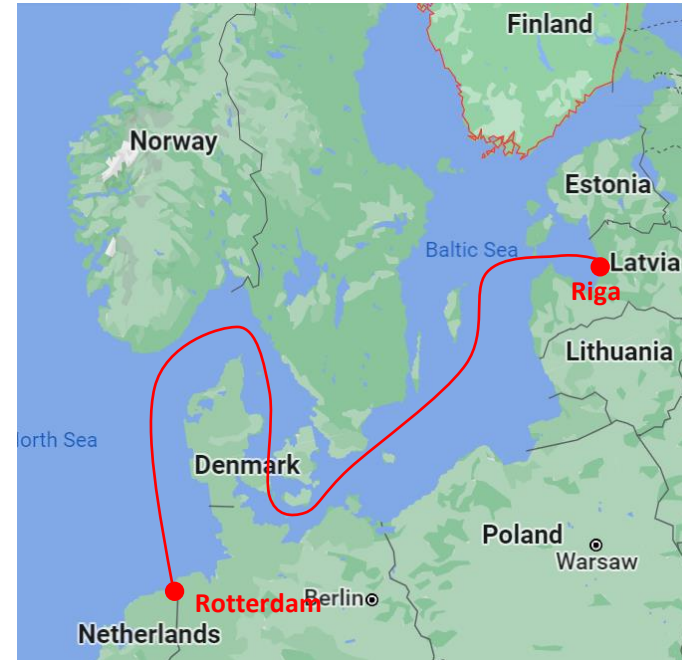 Finland
Norway
Estonia
Baltic Sea
Latvia
Riga
Lithuania
orth Sea
Denmark
Poland
Warsaw
Rotterdam
Berlin
Netherlands